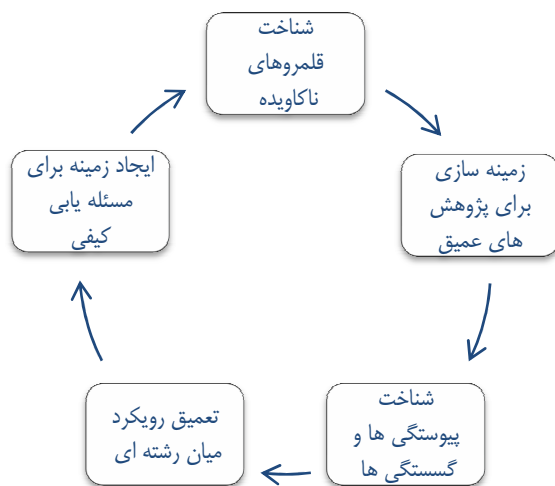 شناخت
قلمروهای
ناکاویده
زمینه سازی
برای پژوهش
های عمیق
شناخت
پیوستگی ها و
گسستگی ها
تعمیق رویکرد
میان رشته ای
ایجاد زمینه برای
مسئله یابی
کیفی